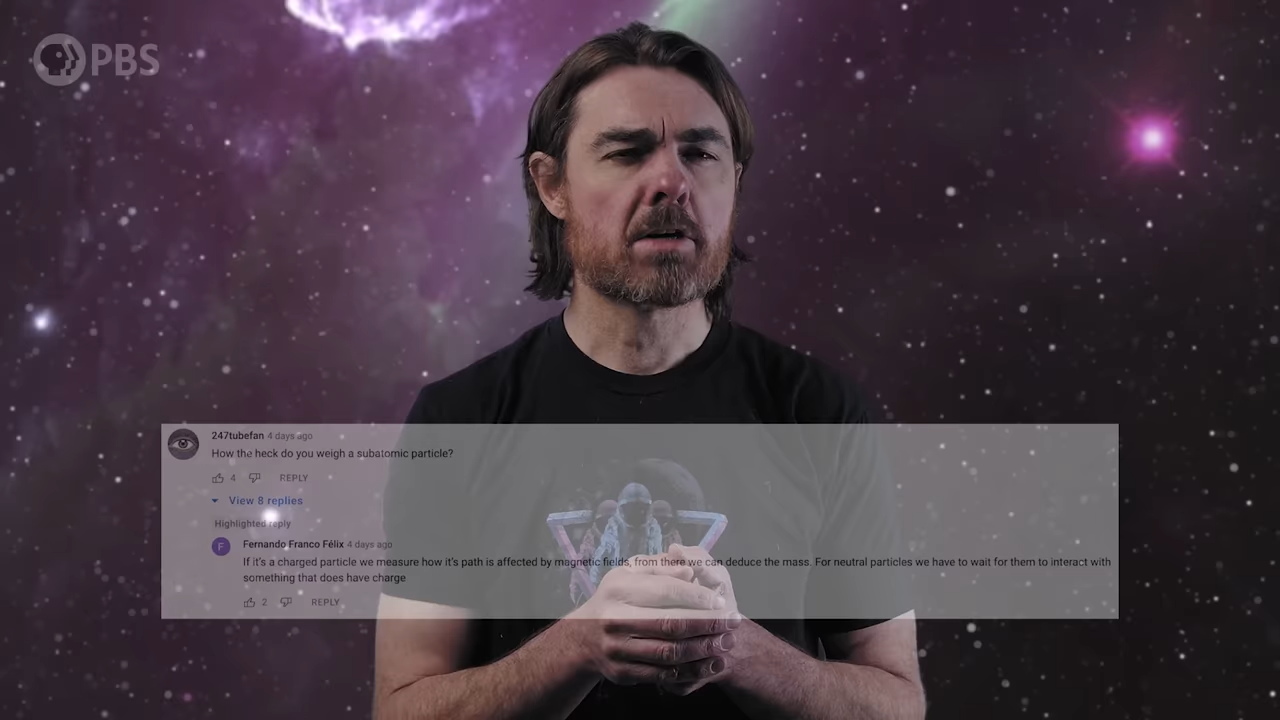 PBS
247tubefan 4 days ago
How the heck do you weigh a subatomic particle?
4 REPLY
View 8 replies
Highlighted reply
F
Fernando Franco Félix 4 days ago
If it's a charged particle we measure how it's path is affected by magnetic fields, from there we can deduce the mass. For neutral particles we have to wait for them to interact with
something that does have charge
2 REPLY